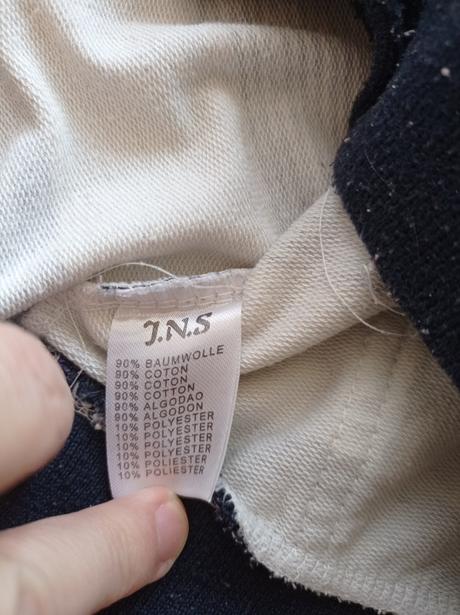 J.N.S
90% BAUMWOLLE
90% COTON
90% COTON
90% COTTON
90% ALGODAO
90% ALGODON
10% POLYESTER
10% POLYESTER
10% POLYESTER
10% POLYESTER
10% POLIESTER
10% POLIESTER